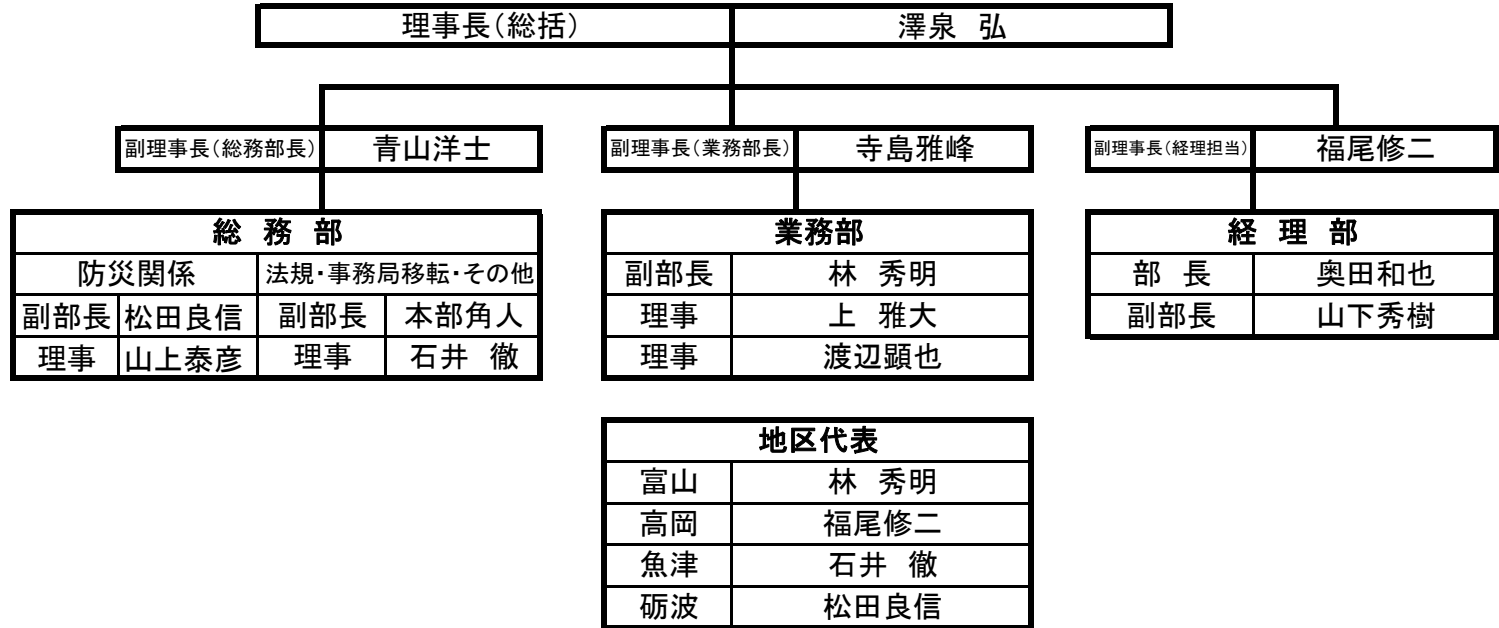 理事長(総括) 澤泉 弘
副理事長(総務部長) 青山洋士 副理事長(業務部長) 寺島雅峰 副理事長(経理担当) 福尾修二
総 務 部
防災関係 法規・事務局移転・その他
副部長 松田良信 副部長 本部角人
理事 山上泰彦 理事 石井 徹
業務部
副部長 林 秀明
理事 上 雅大
理事 渡辺顕也
経 理 部
部 長 奥田和也
副部長 山下秀樹
地区代表
富山 林 秀明
高岡 福尾修二
魚津 石井 徹
砺波 松田良信